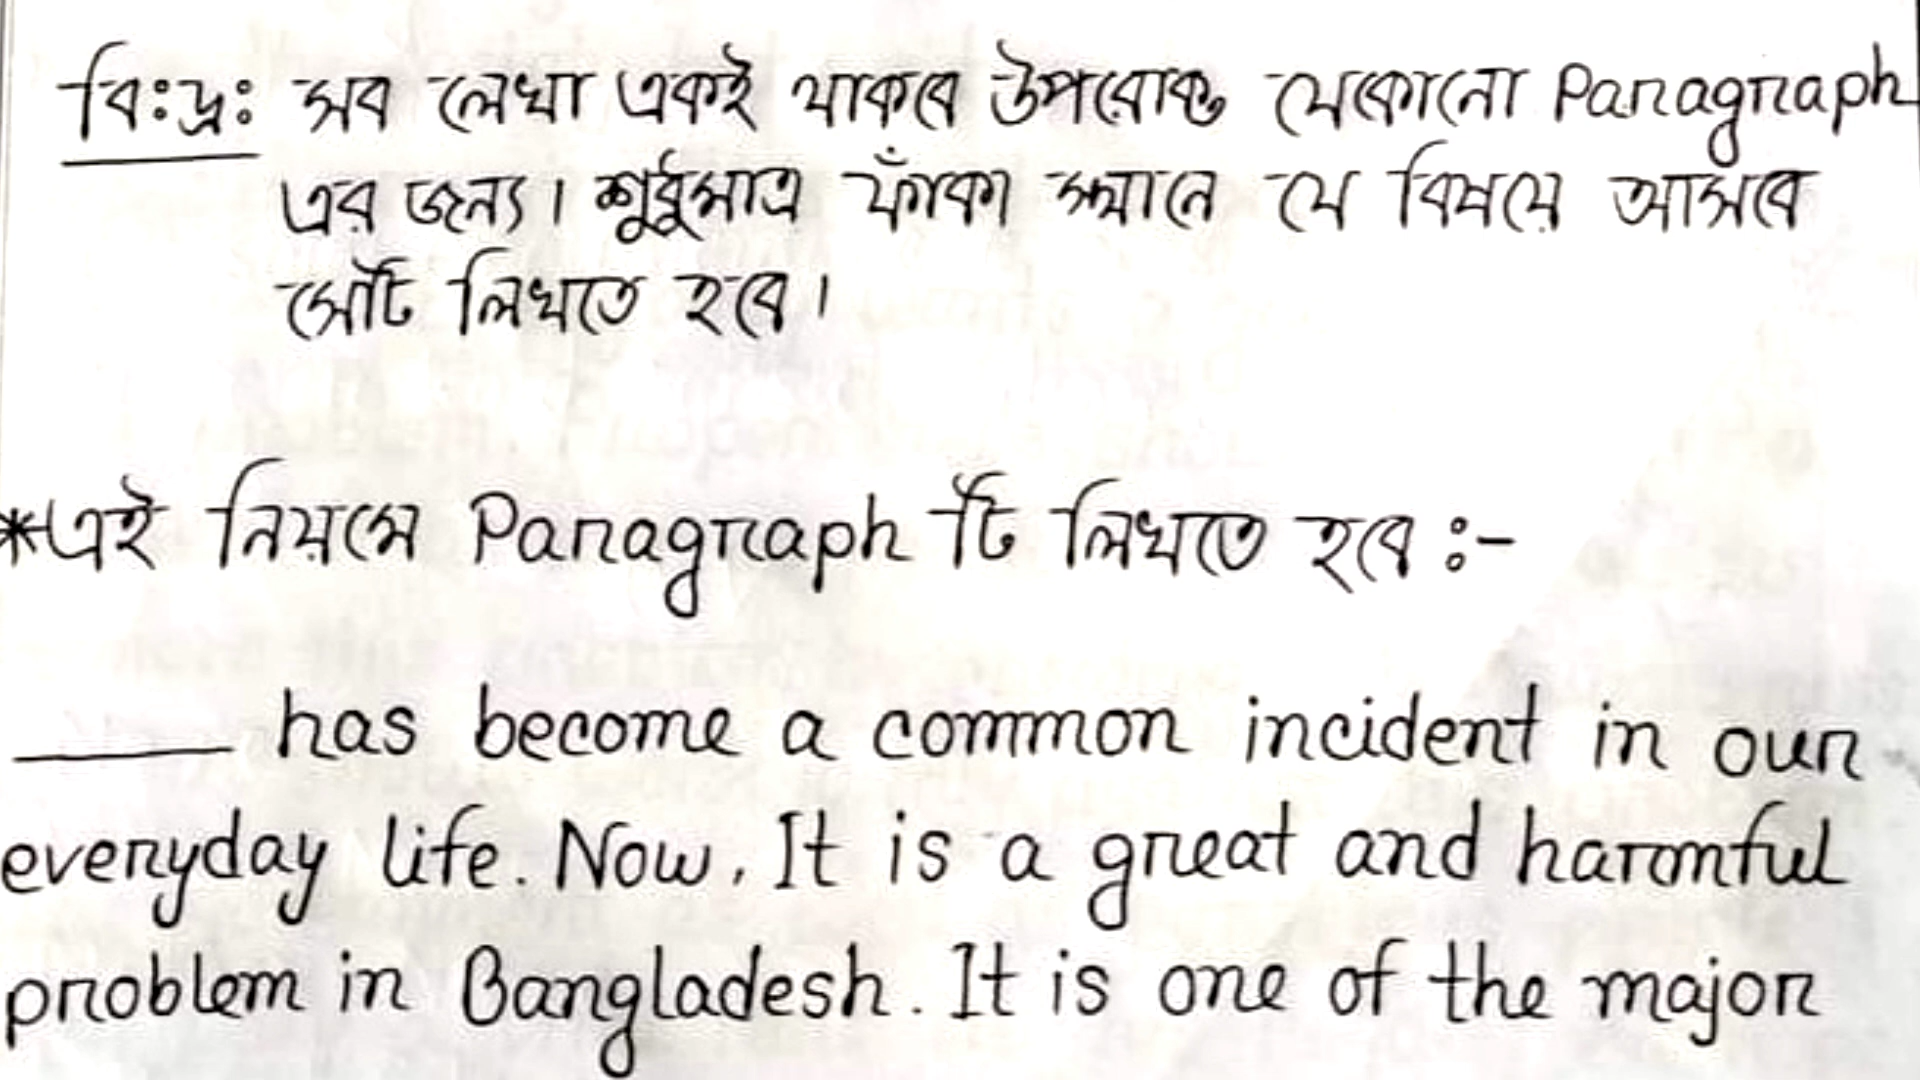 বিঃদ্রঃ সব লেখা একই থাকবে উপরোক্ত যেকোনো Paragraph
এর জন্য। শুধুমাত্র ফাঁকা স্থানে যে বিষয়ে আসবে
সেটি লিখতে হবে।
*এই নিয়মে Paragraph টি লিখতে হবে :-
____ has become a common incident in our
everyday life. Now, It is a great and harmful
problem in Bangladesh. It is one of the major